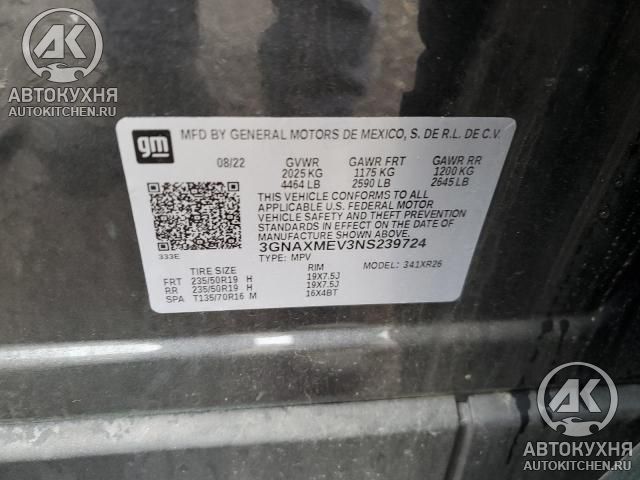 AK
АВТОКУХНЯ
AUTOKITCHEN.RU
gm
MFD BY GENERAL MOTORS DE MEXICO, S. DE R.L. DE C.V.
08/22 GVWR GAWR FRT GAWR RR
2025 KG 1175 KG 1200 KG
4464 LB 2590 LB 2645 LB
THIS VEHICLE CONFORMS TO ALL
APPLICABLE U.S. FEDERAL MOTOR
VEHICLE SAFETY AND THEFT PREVENTION
STANDARDS IN EFFECT ON THE DATE OF
MANUFACTURE SHOWN ABOVE.
3GNAXMEV3NS239724
333E TYPE: MPV MODEL: 341XR26
TIRE SIZE RIM
FRT 235/50R19 H 19X7.5J
RR 235/50R19 H 19X7.5J
SPA T135/70R16 M 16X4BT
AK
АВТОКУХНЯ
AUTOKITCHEN.RU